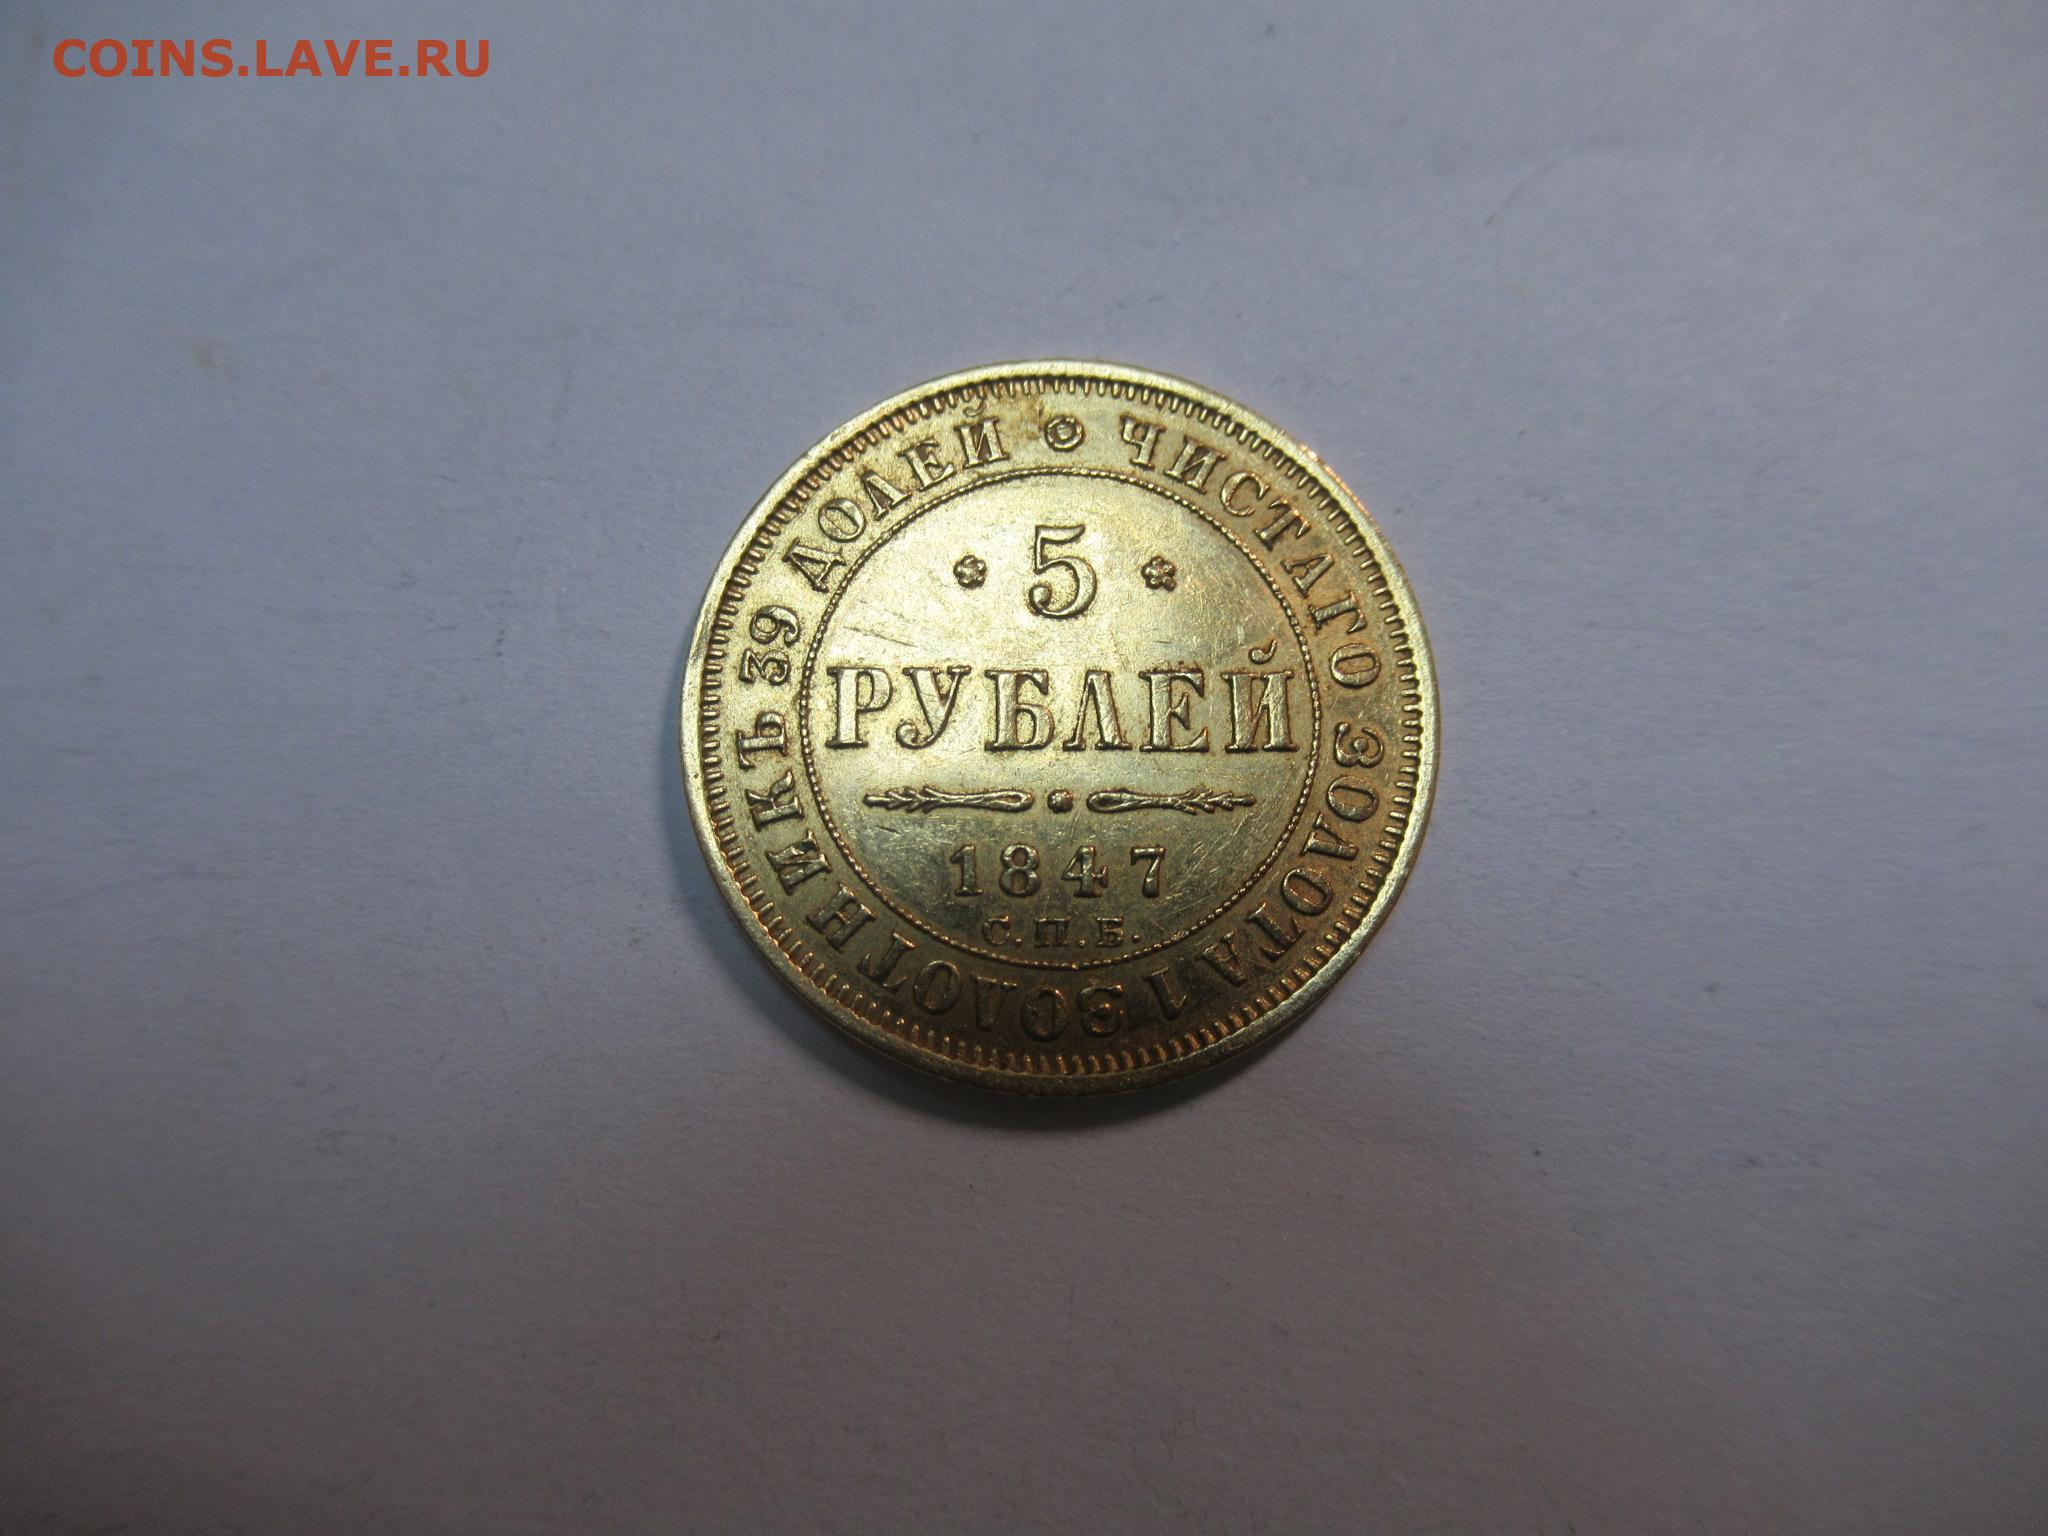 COINS.LAVE.RU
ЧИСТАГО ЗОЛОТА 1 ЗОЛОТНИКЪ 39 ДОЛЕЙ
5
РУБЛЕЙ
1847
С.П.Б.